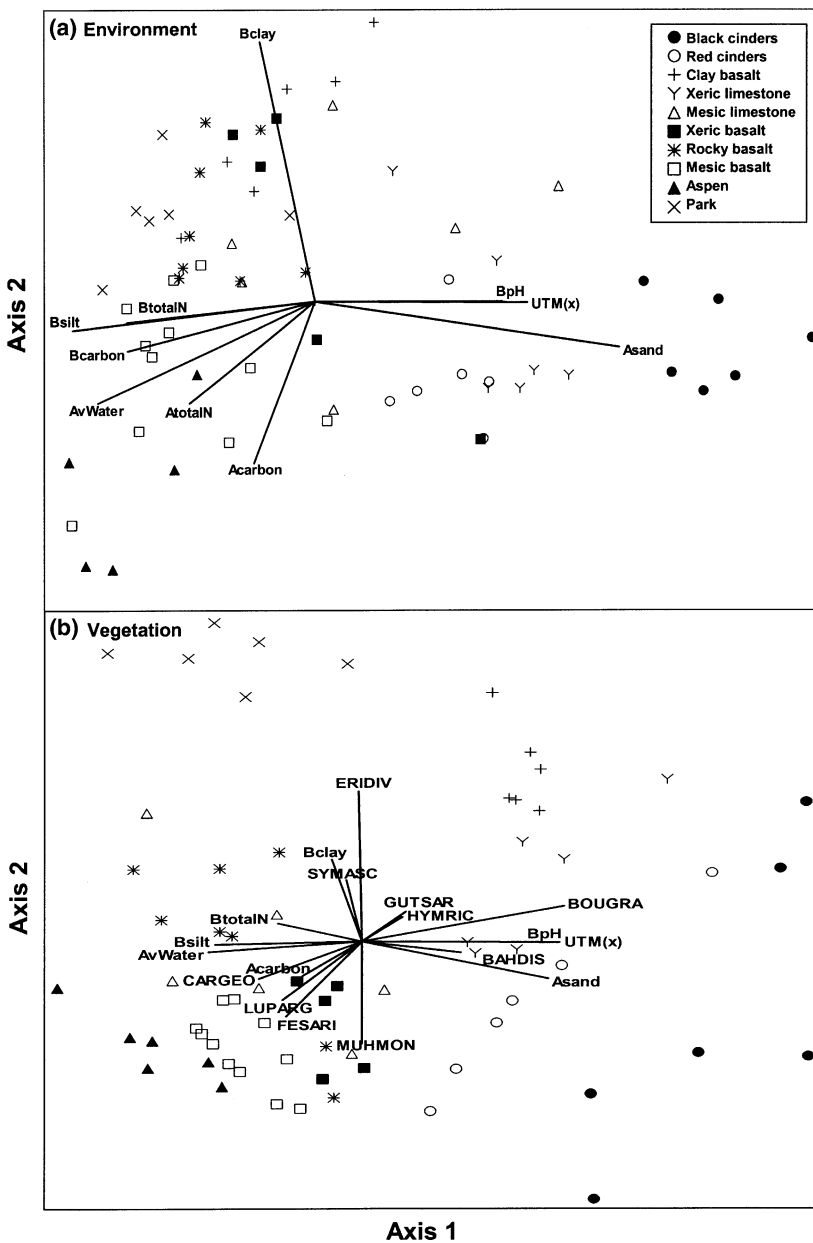 (a) Environment
Bclay
Black cinders
Red cinders
Clay basalt
Xeric limestone
Mesic limestone
Xeric basalt
Rocky basalt
Mesic basalt
Aspen
Park
Axis 2
BpH
UTM(x)
BtotalN
Bsilt
Bcarbon
Asand
AvWater
AtotalN
Acarbon
(b) Vegetation
ERIDIV
Bclay
SYMASC
GUTSAR
HYMRIC
BOUGRA
BtotalN
BpH
UTM(x)
Bsilt
AvWater
BAHDIS
Acarbon
CARGEO
Asand
LUPARG
FESARI
MUHMON
Axis 2
Axis 1